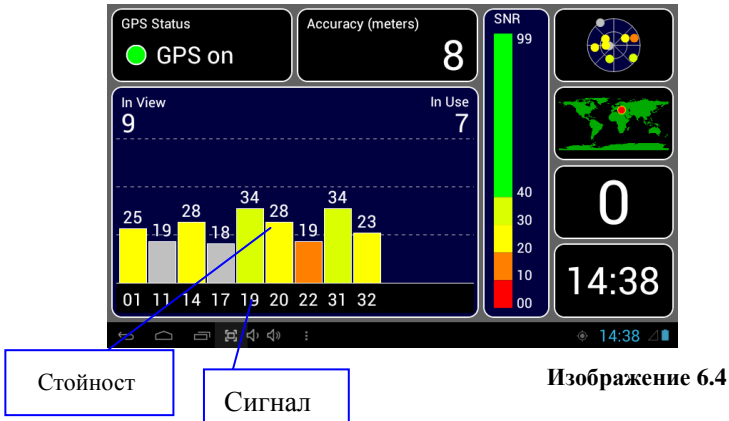 GPS Status
GPS on
Accuracy (meters)
8
SNR
99
40
30
20
10
00
In View
9
In Use
7
25 19 28 18 34 28 19 34 23
01 11 14 17 19 20 22 31 32
0
14:38
14:38
Стойност
Сигнал
Изображение 6.4